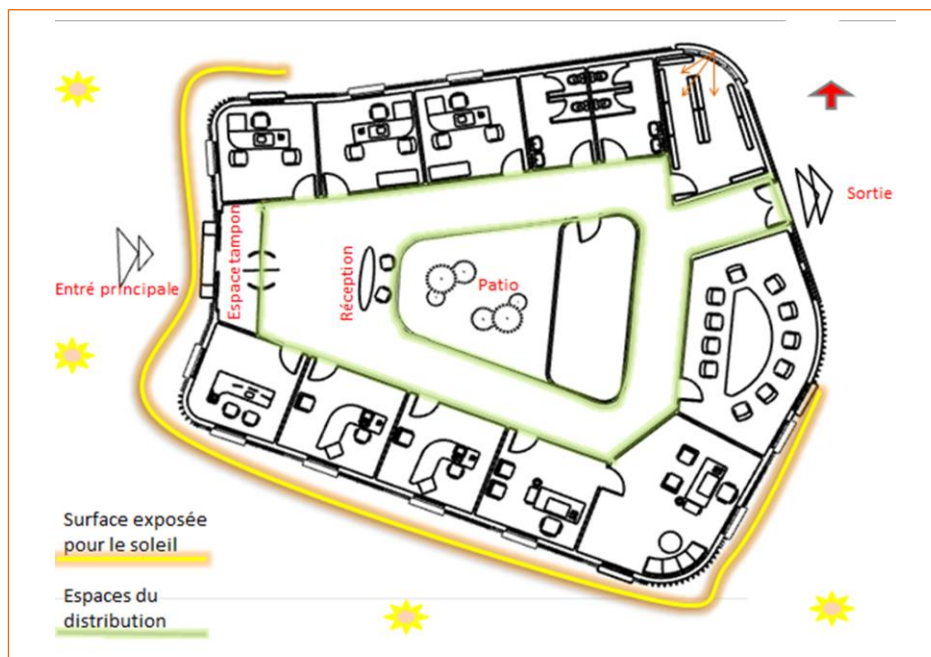 Sortie
Entré principale
Espace tampon
Réception
Patio
Surface exposée
pour le soleil
Espaces du
distribution